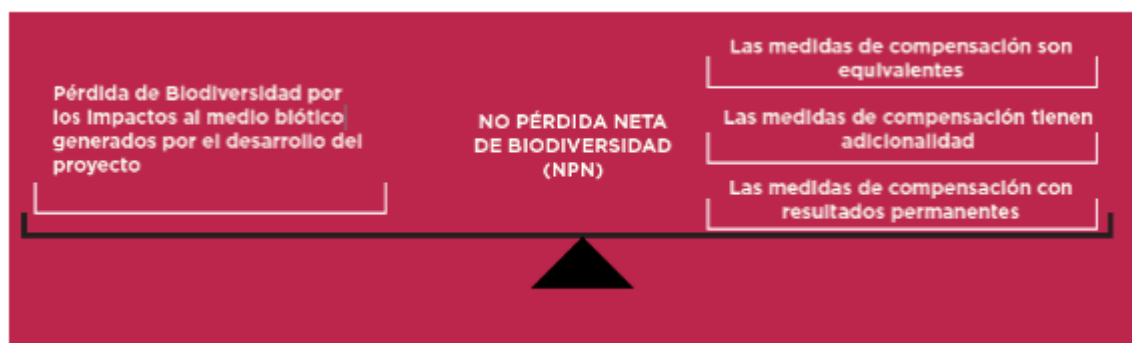 Pérdida de Biodiversidad por
los Impactos al medio biótico
generados por el desarrollo del
proyecto
NO PÉRDIDA NETA
DE BIODIVERSIDAD
(NPN)
Las medidas de compensación son
equivalentes
Las medidas de compensación tienen
adicionalidad
Las medidas de compensación con
resultados permanentes